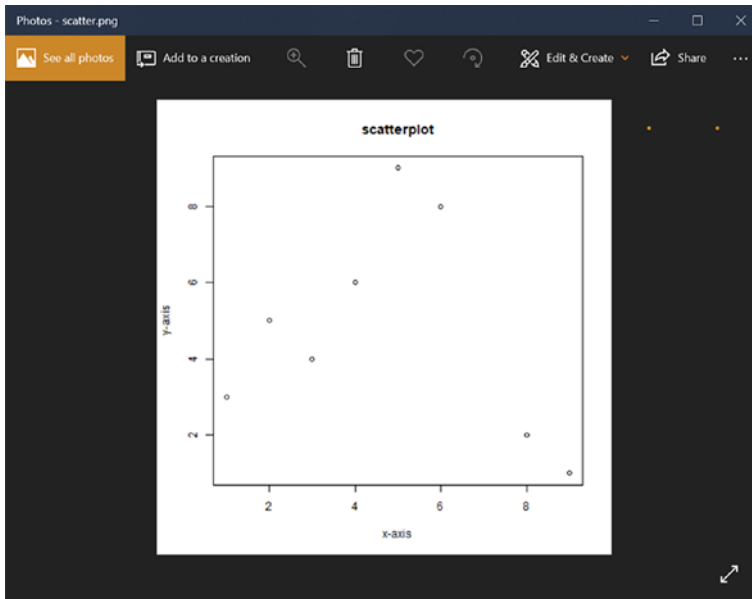 Photos - scatter.png
See all photos
Add to a creation
Edit & Create
Share
scatterplot
8
6
4
2
y-axis
2 4 6 8
x-axis